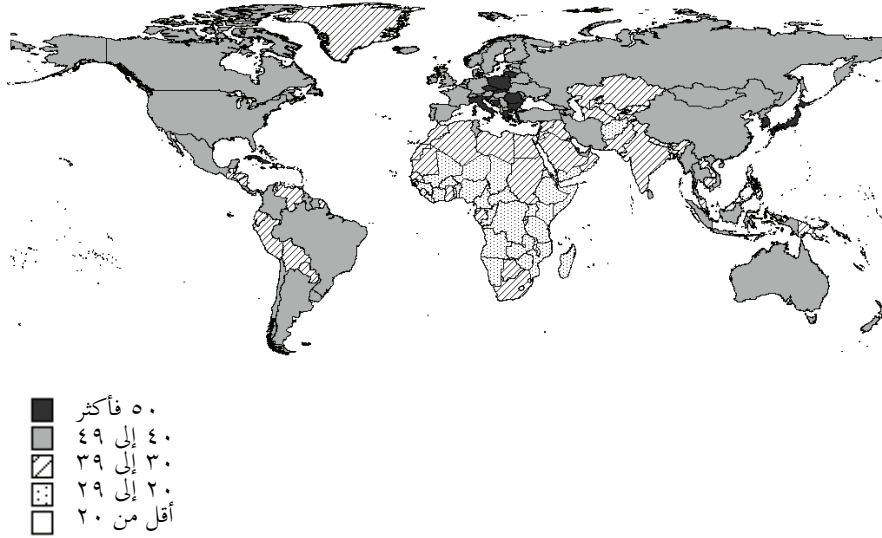 ٥٠ فأكثر
٤٠ إلى ٤٩
٣٠ إلى ٣٩
٢٠ إلى ٢٩
أقل من ٢٠